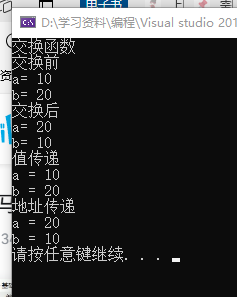 D:\学习资料\编程\Visual studio 201
交换函数
交换前
a= 10
b= 20
交换后
a= 20
b= 10
值传递
a = 10
b = 20
地址传递
a = 20
b = 10
请按任意键继续. . .